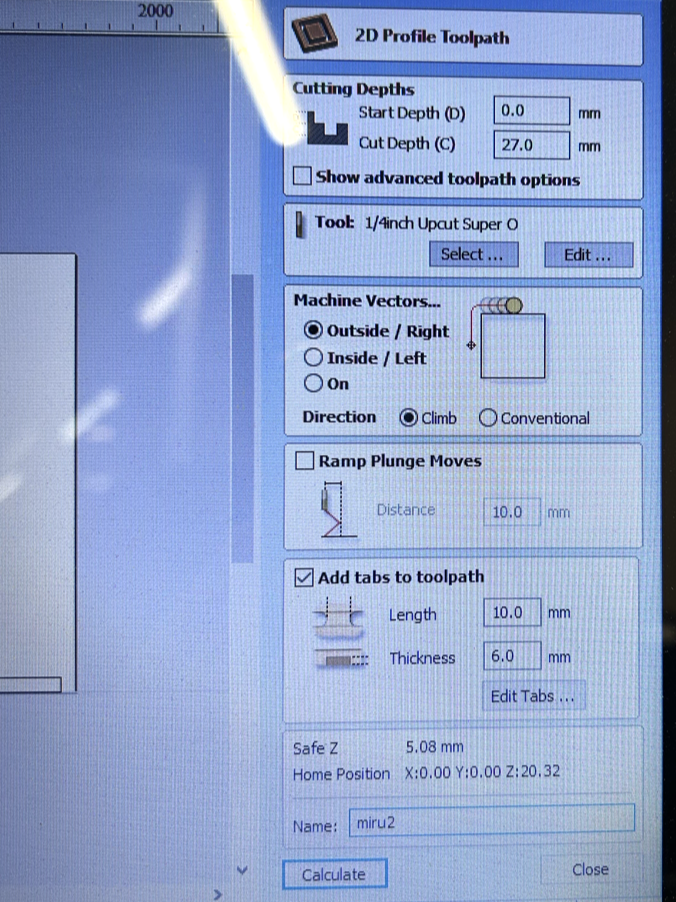 2000
2D Profile Toolpath
Cutting Depths
Start Depth (D) 0.0 mm
Cut Depth (C) 27.0 mm
Show advanced toolpath options
Tool: 1/4inch Upcut Super O
Select ... Edit ...
Machine Vectors...
Outside / Right
Inside / Left
On
Direction Climb Conventional
Ramp Plunge Moves
Distance 10.0 mm
Add tabs to toolpath
Length 10.0 mm
Thickness 6.0 mm
Edit Tabs ...
Safe Z 5.08 mm
Home Position X:0.00 Y:0.00 Z:20.32
Name: miru2
Calculate Close